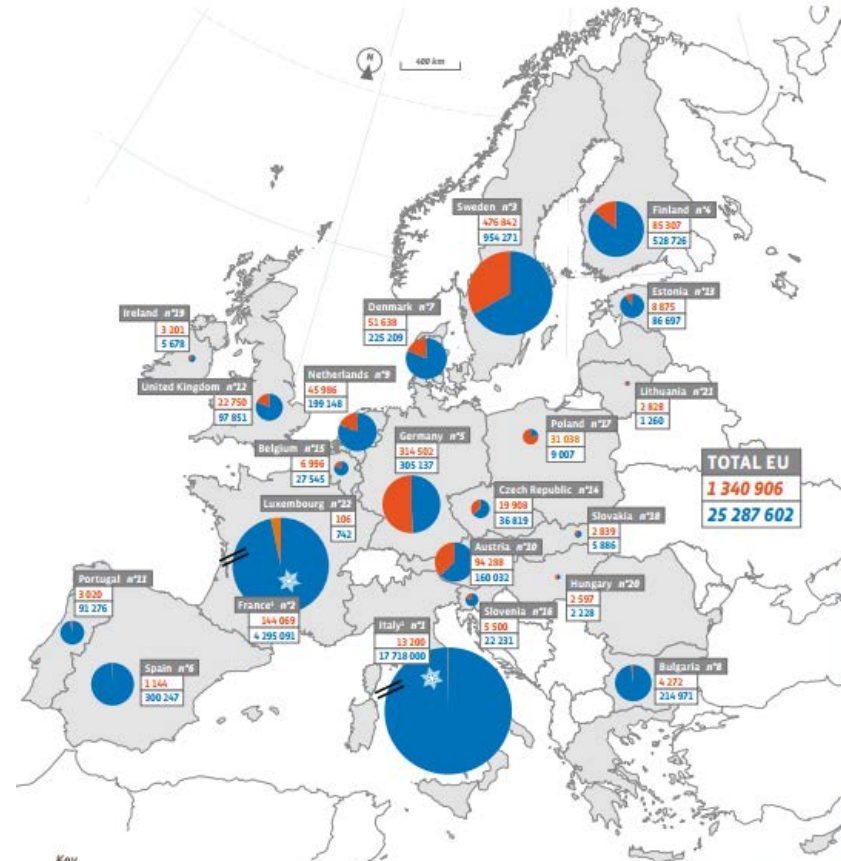 N
400 km
Sweden n°3
476 842
954 271
Finland n°4
85 307
528 726
Estonia n°13
8 875
86 697
Ireland n°19
3 201
5 678
Denmark n°7
51 638
225 209
United Kingdom n°12
22 750
97 851
Netherlands n°9
45 986
199 148
Lithuania n°21
2 828
1 260
Belgium n°15
6 996
27 545
Germany n°5
314 502
305 137
Poland n°17
31 038
9 007
TOTAL EU
1 340 906
25 287 602
Luxembourg n°22
106
742
Czech Republic n°14
19 908
36 819
Slovakia n°18
2 839
5 886
Austria n°10
94 288
160 032
Portugal n°11
3 020
91 276
France¹ n°2
144 069
4 295 091
Hungary n°20
2 597
2 228
Slovenia n°16
5 500
22 231
Italy¹ n°1
13 200
17 718 000
Spain n°6
1 144
300 247
Bulgaria n°8
4 272
214 971
Key